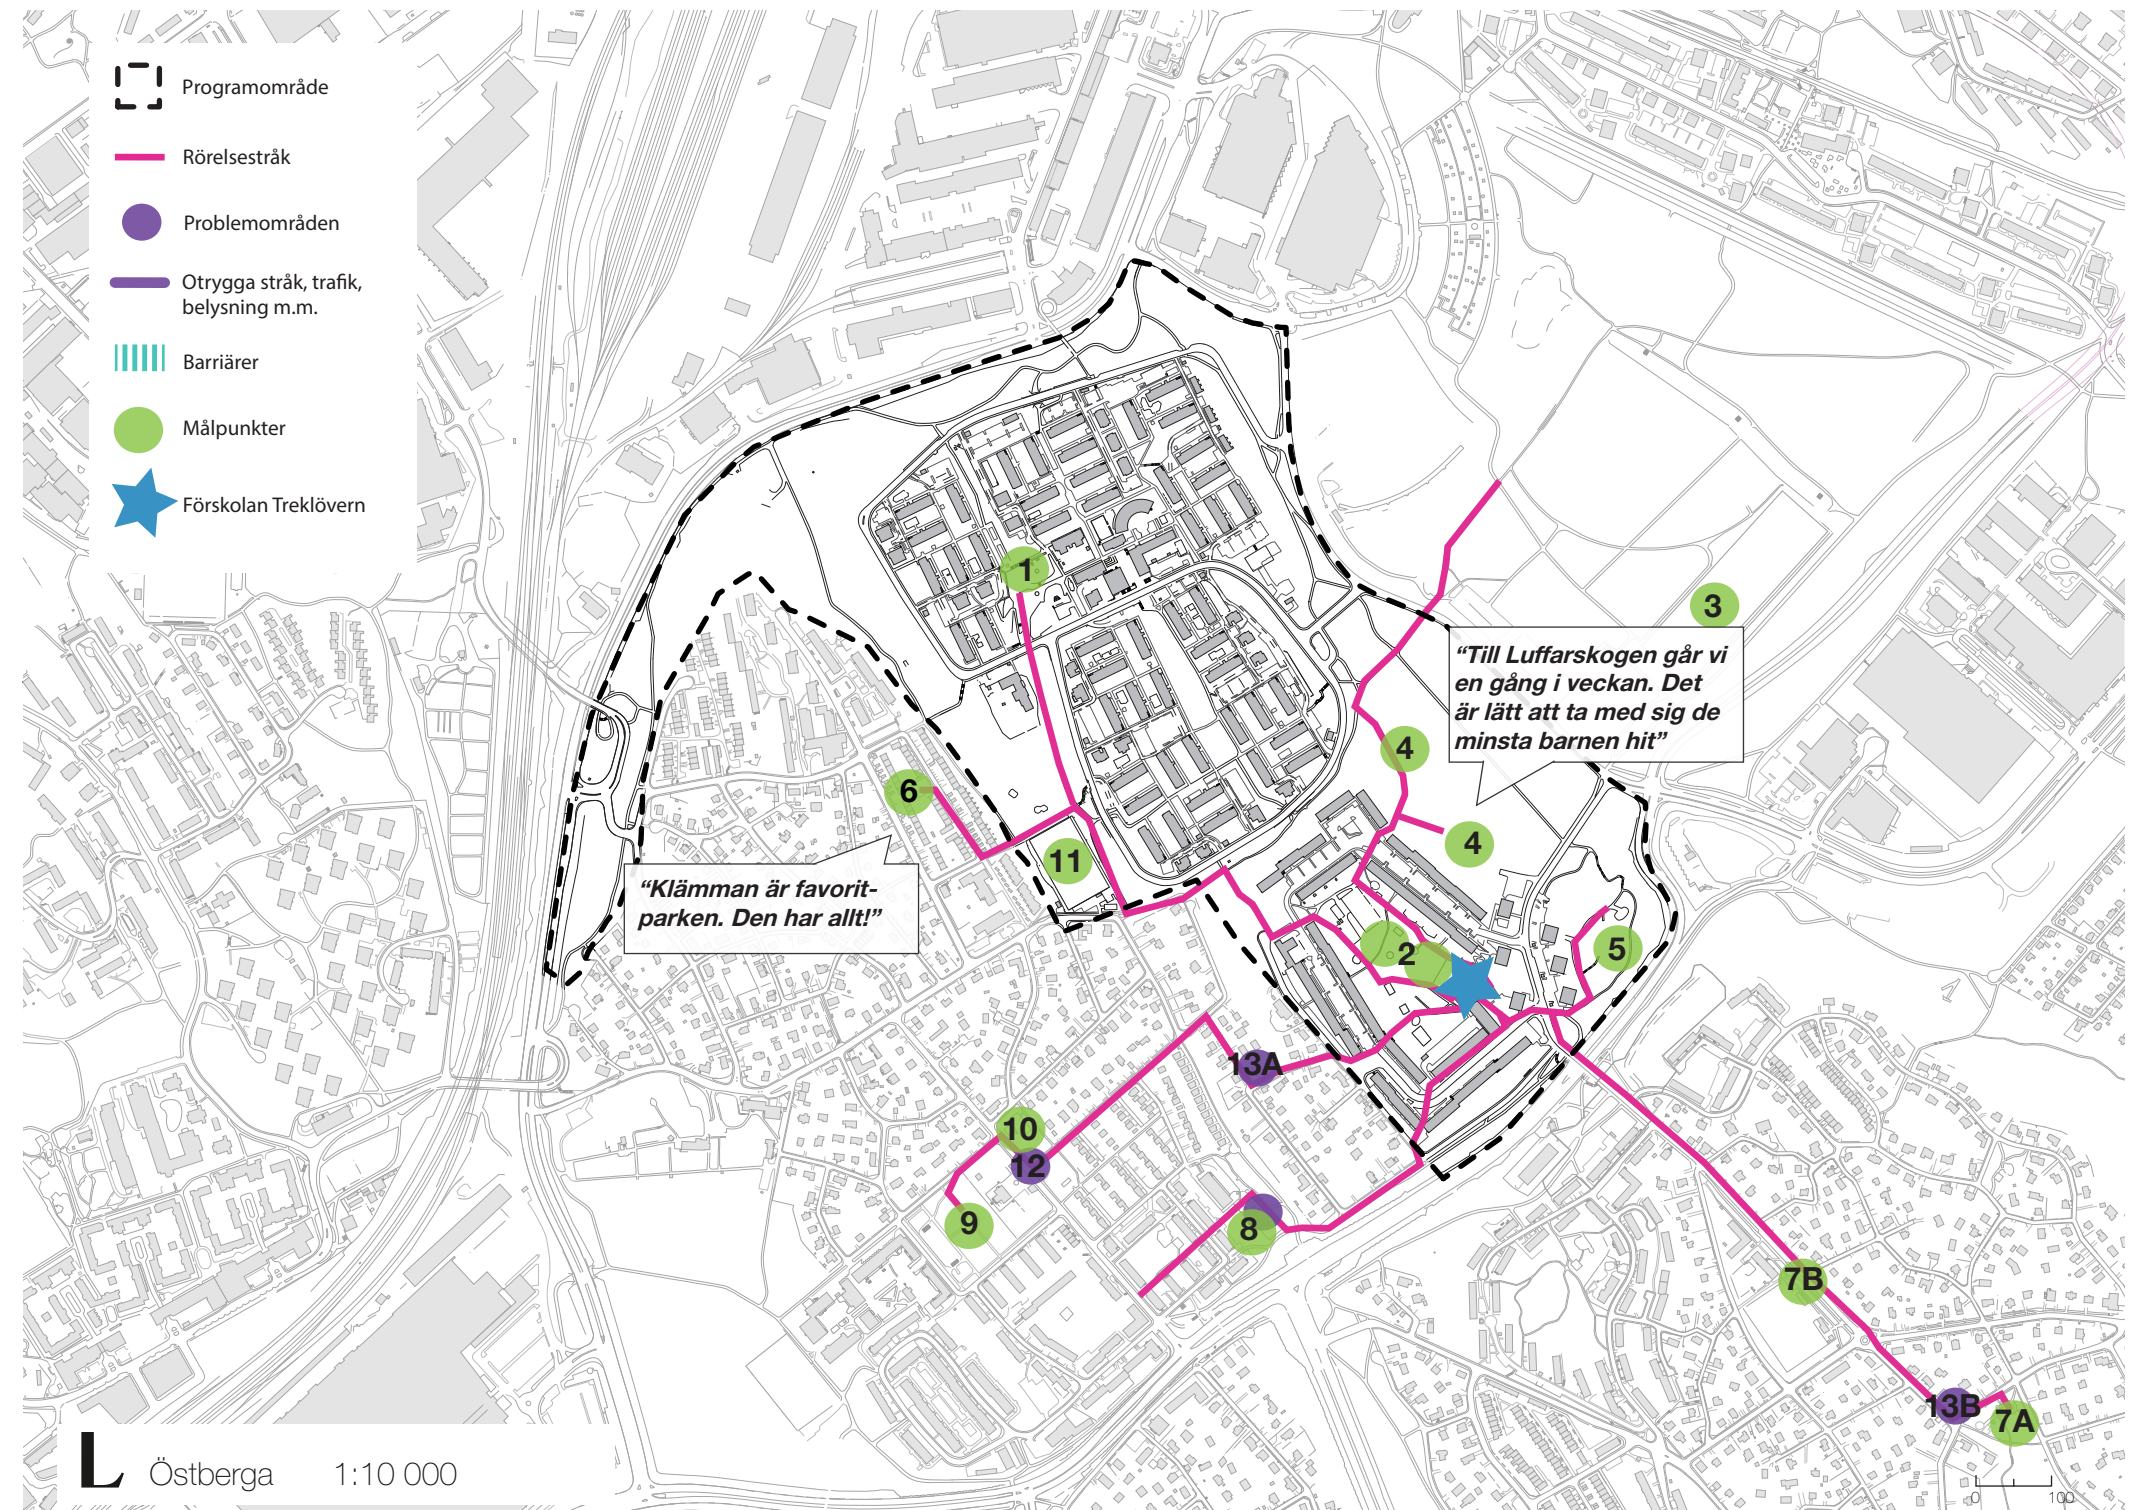 Programområde
Rörelsestråk
Problemområden
Otrygga stråk, trafik,
belysning m.m.
Barriärer
Målpunkter
Förskolan Treklövern
1
3
“Till Luffarskogen går vi
en gång i veckan. Det
är lätt att ta med sig de
minsta barnen hit”
4
6
4
11
“Klämman är favorit-
parken. Den har allt!”
2
5
13A
10
12
9
8
7B
13B
7A
L Östberga 1:10 000
0 100